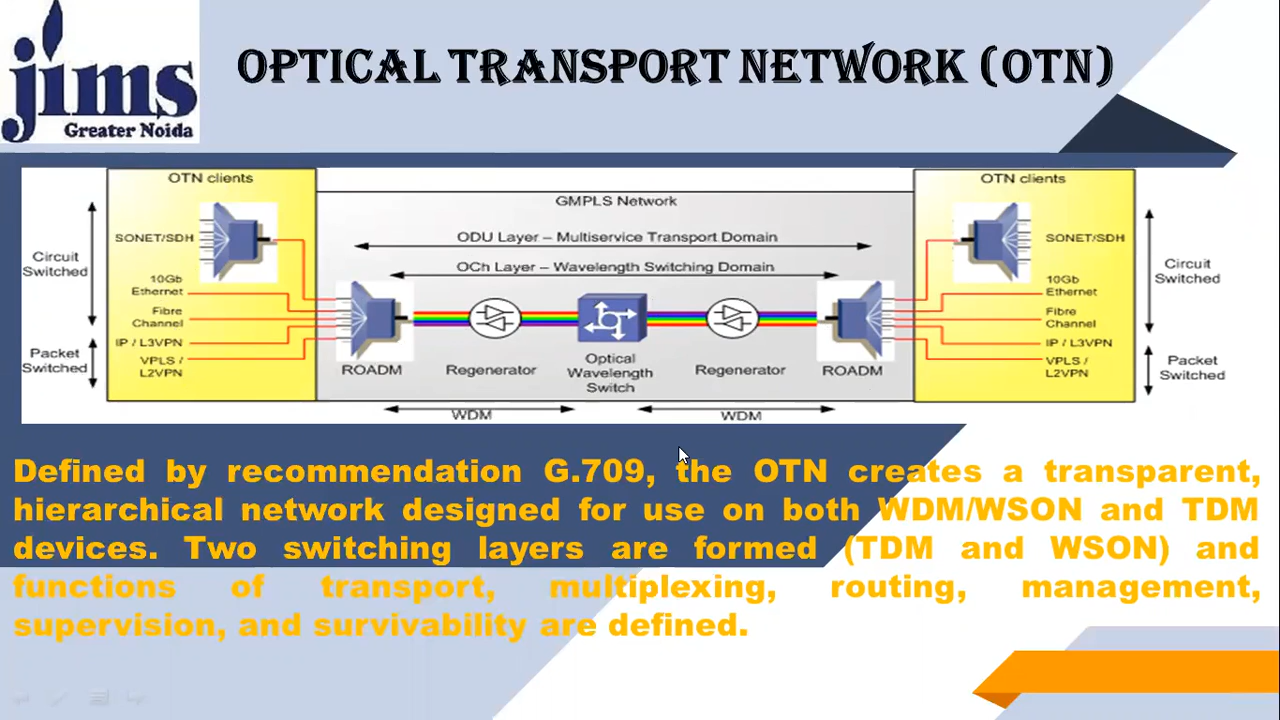 jims
Greater Noida
OPTICAL TRANSPORT NETWORK (OTN)
OTN clients
OTN clients
GMPLS Network
SONET/SDH
ODU Layer – Multiservice Transport Domain
SONET/SDH
Circuit
Switched
OCh Layer – Wavelength Switching Domain
Circuit
Switched
10Gb
Ethernet
10Gb
Ethernet
Fibre
Channel
Fibre
Channel
IP / L3VPN
IP / L3VPN
Packet
Switched
VPLS /
L2VPN
ROADM
Regenerator
Optical
Wavelength
Switch
Regenerator
ROADM
VPLS /
L2VPN
Packet
Switched
WDM
WDM
Defined by recommendation G.709, the OTN creates a transparent,
hierarchical network designed for use on both WDM/WSON and TDM
devices. Two switching layers are formed (TDM and WSON) and
functions of transport, multiplexing, routing, management,
supervision, and survivability are defined.